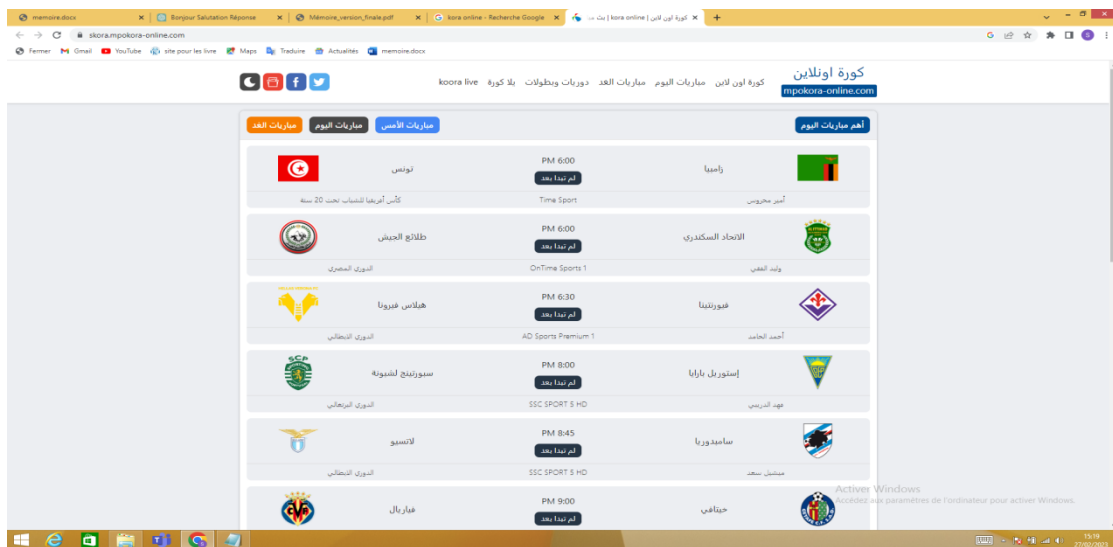 memoire.docx
Bonjour Salutation Réponse
Mémoire_version_finale.pdf
kora online - Recherche Google
كورة اون لاين | kora online | بث
skora.mpokora-online.com
Fermer Gmail YouTube site pour les livre Maps Traduire Actualités memoire.docx
كورة اونلاين
mpokora-online.com
كورة اون لاين مباريات اليوم مباريات الغد دوريات وبطولات يلا كورة koora live
أهم مباريات اليوم
مباريات الأمس مباريات اليوم مباريات الغد
زامبيا 6:00 PM تونس
لم تبدأ بعد
أمير محروس Time Sport كأس أفريقيا للشباب تحت 20 سنة
الاتحاد السكندري 6:00 PM طلائع الجيش
لم تبدأ بعد
وليد الفقي OnTime Sports 1 الدوري المصري
فيورنتينا 6:30 PM هيلاس فيرونا
لم تبدأ بعد
أحمد الحامد AD Sports Premium 1 الدوري الايطالي
إستوريل بارايا 8:00 PM سبورتينج لشبونة
لم تبدأ بعد
فهد الدريبي SSC SPORT 5 HD الدوري البرتغالي
سامبدوريا 8:45 PM لاتسيو
لم تبدأ بعد
ميشيل سعد SSC SPORT 5 HD الدوري الايطالي
خيتافي 9:00 PM فياريال
لم تبدأ بعد
Activer Windows
Accédez aux paramètres de l'ordinateur pour activer Windows.
15:19
27/02/2023